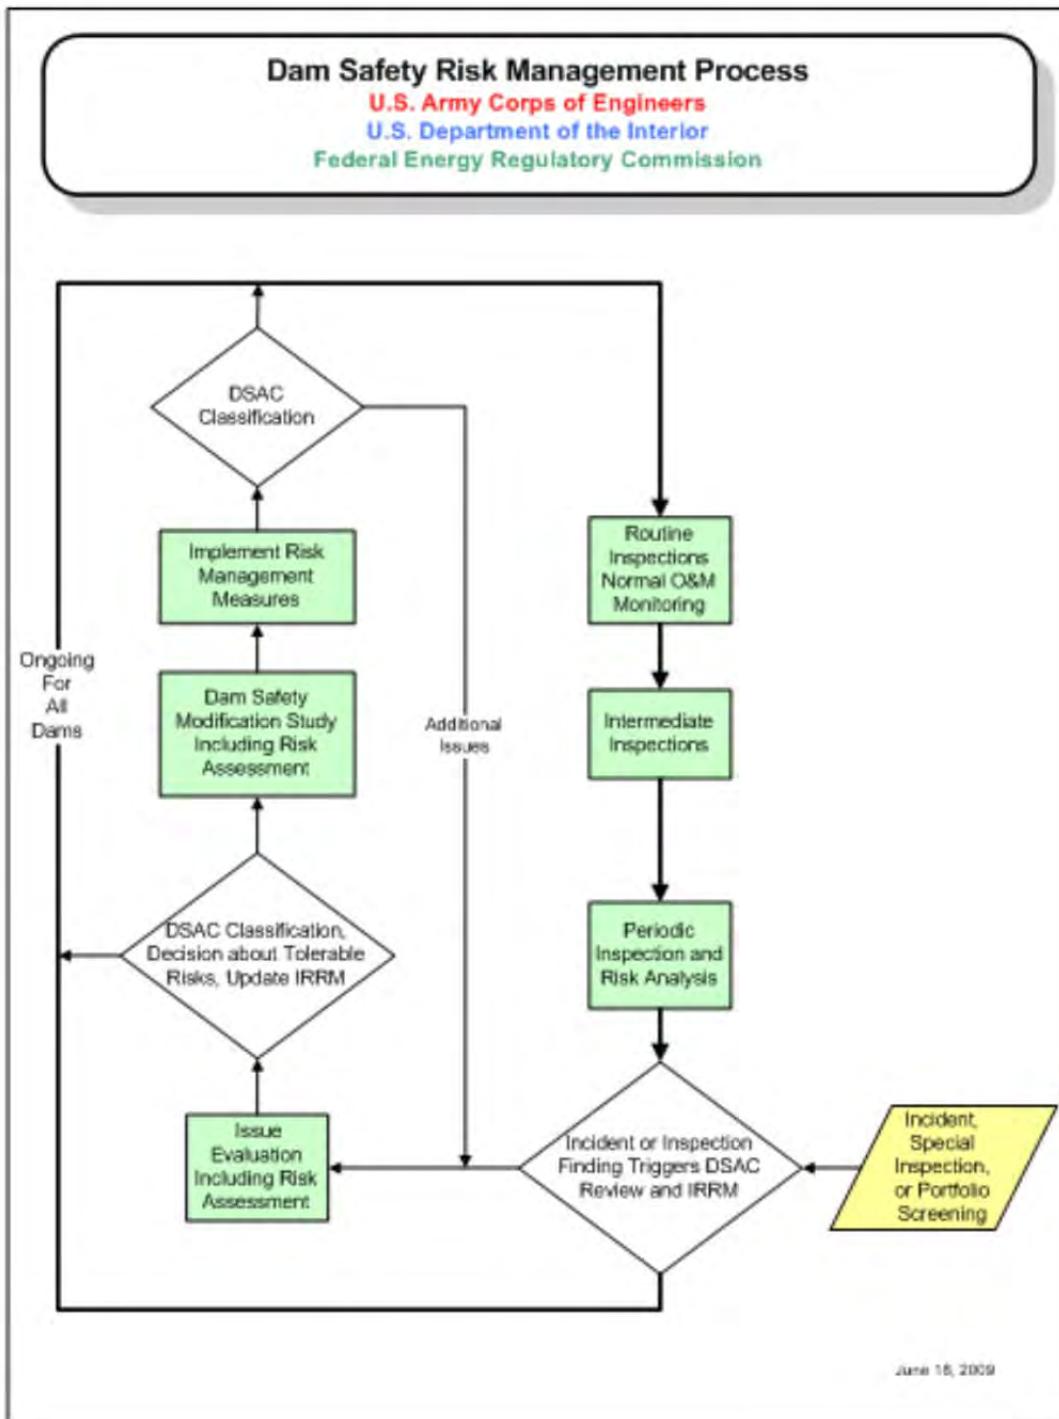 Dam Safety Risk Management Process
U.S. Army Corps of Engineers
U.S. Department of the Interior
Federal Energy Regulatory Commission
DSAC
Classification
Implement Risk
Management
Measures
Dam Safety
Modification Study
Including Risk
Assessment
DSAC Classification,
Decision about Tolerable
Risks, Update IRRM
Issue
Evaluation
Including Risk
Assessment
Ongoing
For
All
Dams
Additional
Issues
Routine
Inspections
Normal O&M
Monitoring
Intermediate
Inspections
Periodic
Inspection and
Risk Analysis
Incident or Inspection
Finding Triggers DSAC
Review and IRRM
Incident,
Special
Inspection,
or Portfolio
Screening
June 18, 2009